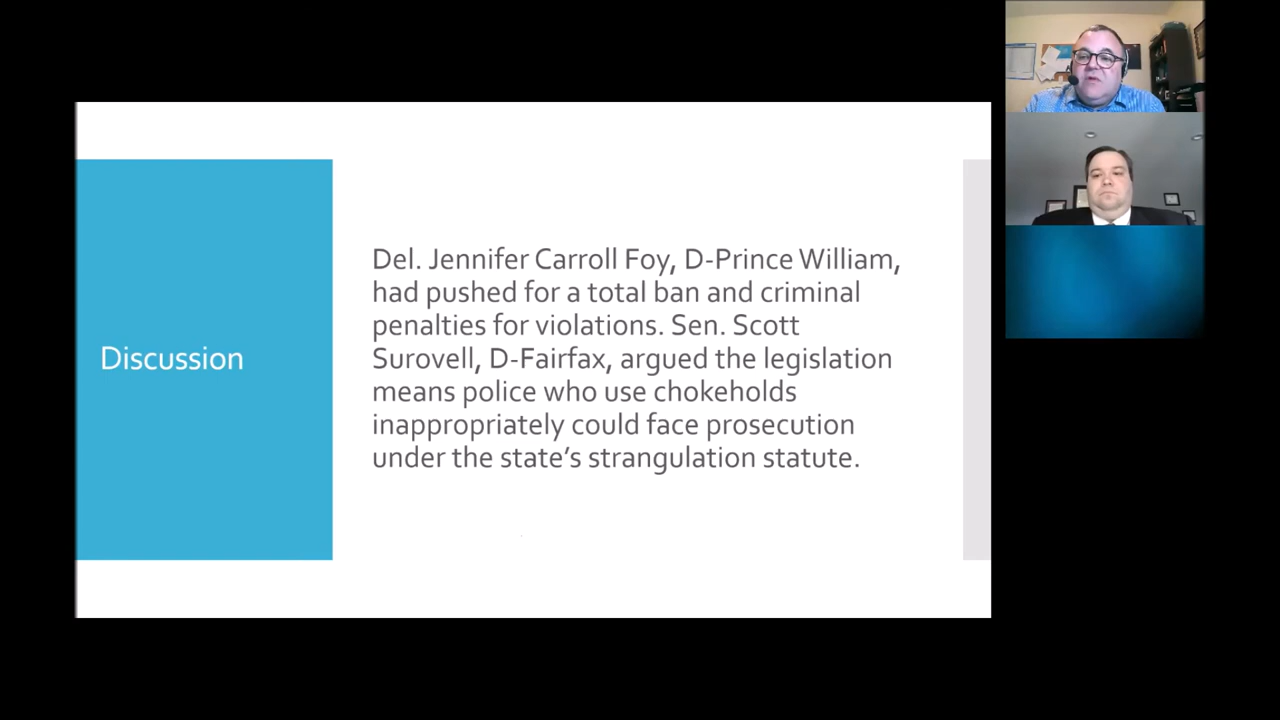 Discussion
Del. Jennifer Carroll Foy, D-Prince William,
had pushed for a total ban and criminal
penalties for violations. Sen. Scott
Surovell, D-Fairfax, argued the legislation
means police who use chokeholds
inappropriately could face prosecution
under the state’s strangulation statute.